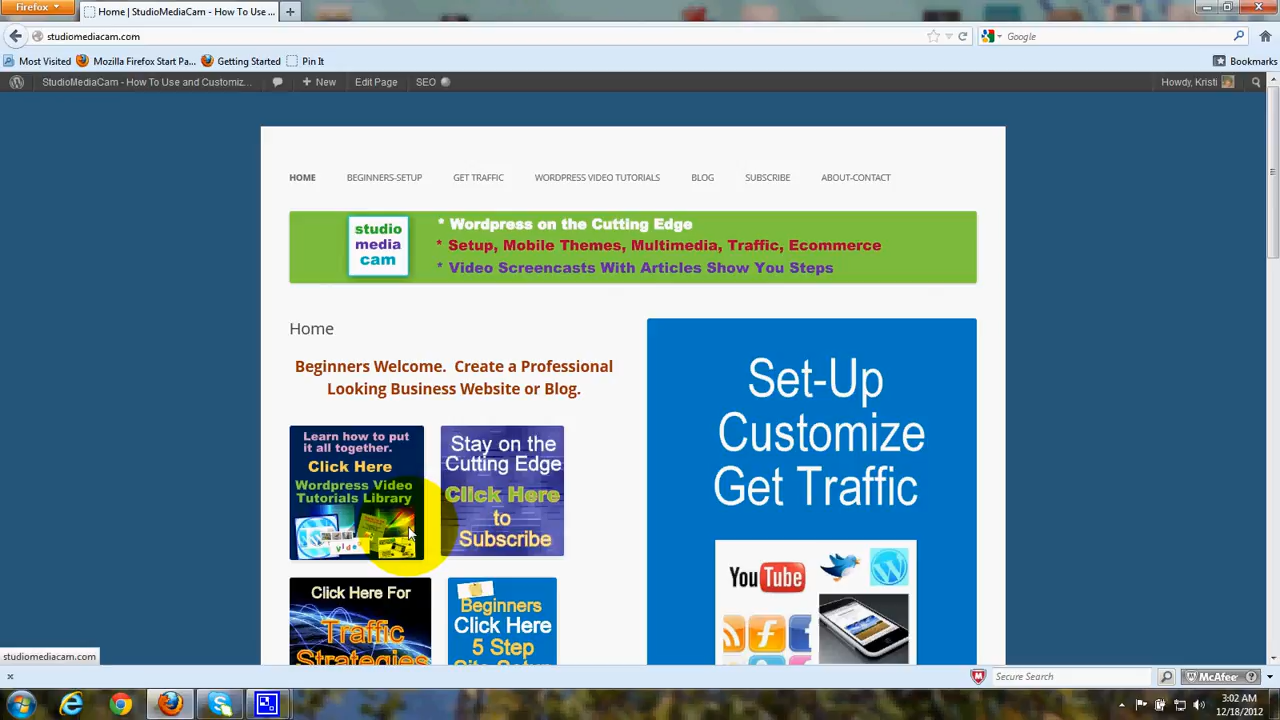 Firefox
Home | StudioMediaCam - How To Use ...
studiomediacam.com
Google
Most Visited
Mozilla Firefox Start Pa...
Getting Started
Pin It
Bookmarks
StudioMediaCam - How To Use and Customiz...
+ New
Edit Page
SEO
Howdy, Kristi
HOME
BEGINNERS-SETUP
GET TRAFFIC
WORDPRESS VIDEO TUTORIALS
BLOG
SUBSCRIBE
ABOUT-CONTACT
studio
media
cam
* Wordpress on the Cutting Edge
* Setup, Mobile Themes, Multimedia, Traffic, Ecommerce
* Video Screencasts With Articles Show You Steps
Home
Beginners Welcome. Create a Professional
Looking Business Website or Blog.
Learn how to put
it all together.
Click Here
Wordpress Video
Tutorials Library
Stay on the
Cutting Edge
Click Here
to
Subscribe
Click Here For
Traffic
Strategies
Beginners
Click Here
5 Step
Site Setup
Set-Up
Customize
Get Traffic
YouTube
studiomediacam.com
Secure Search
McAfee
3:02 AM
12/18/2012